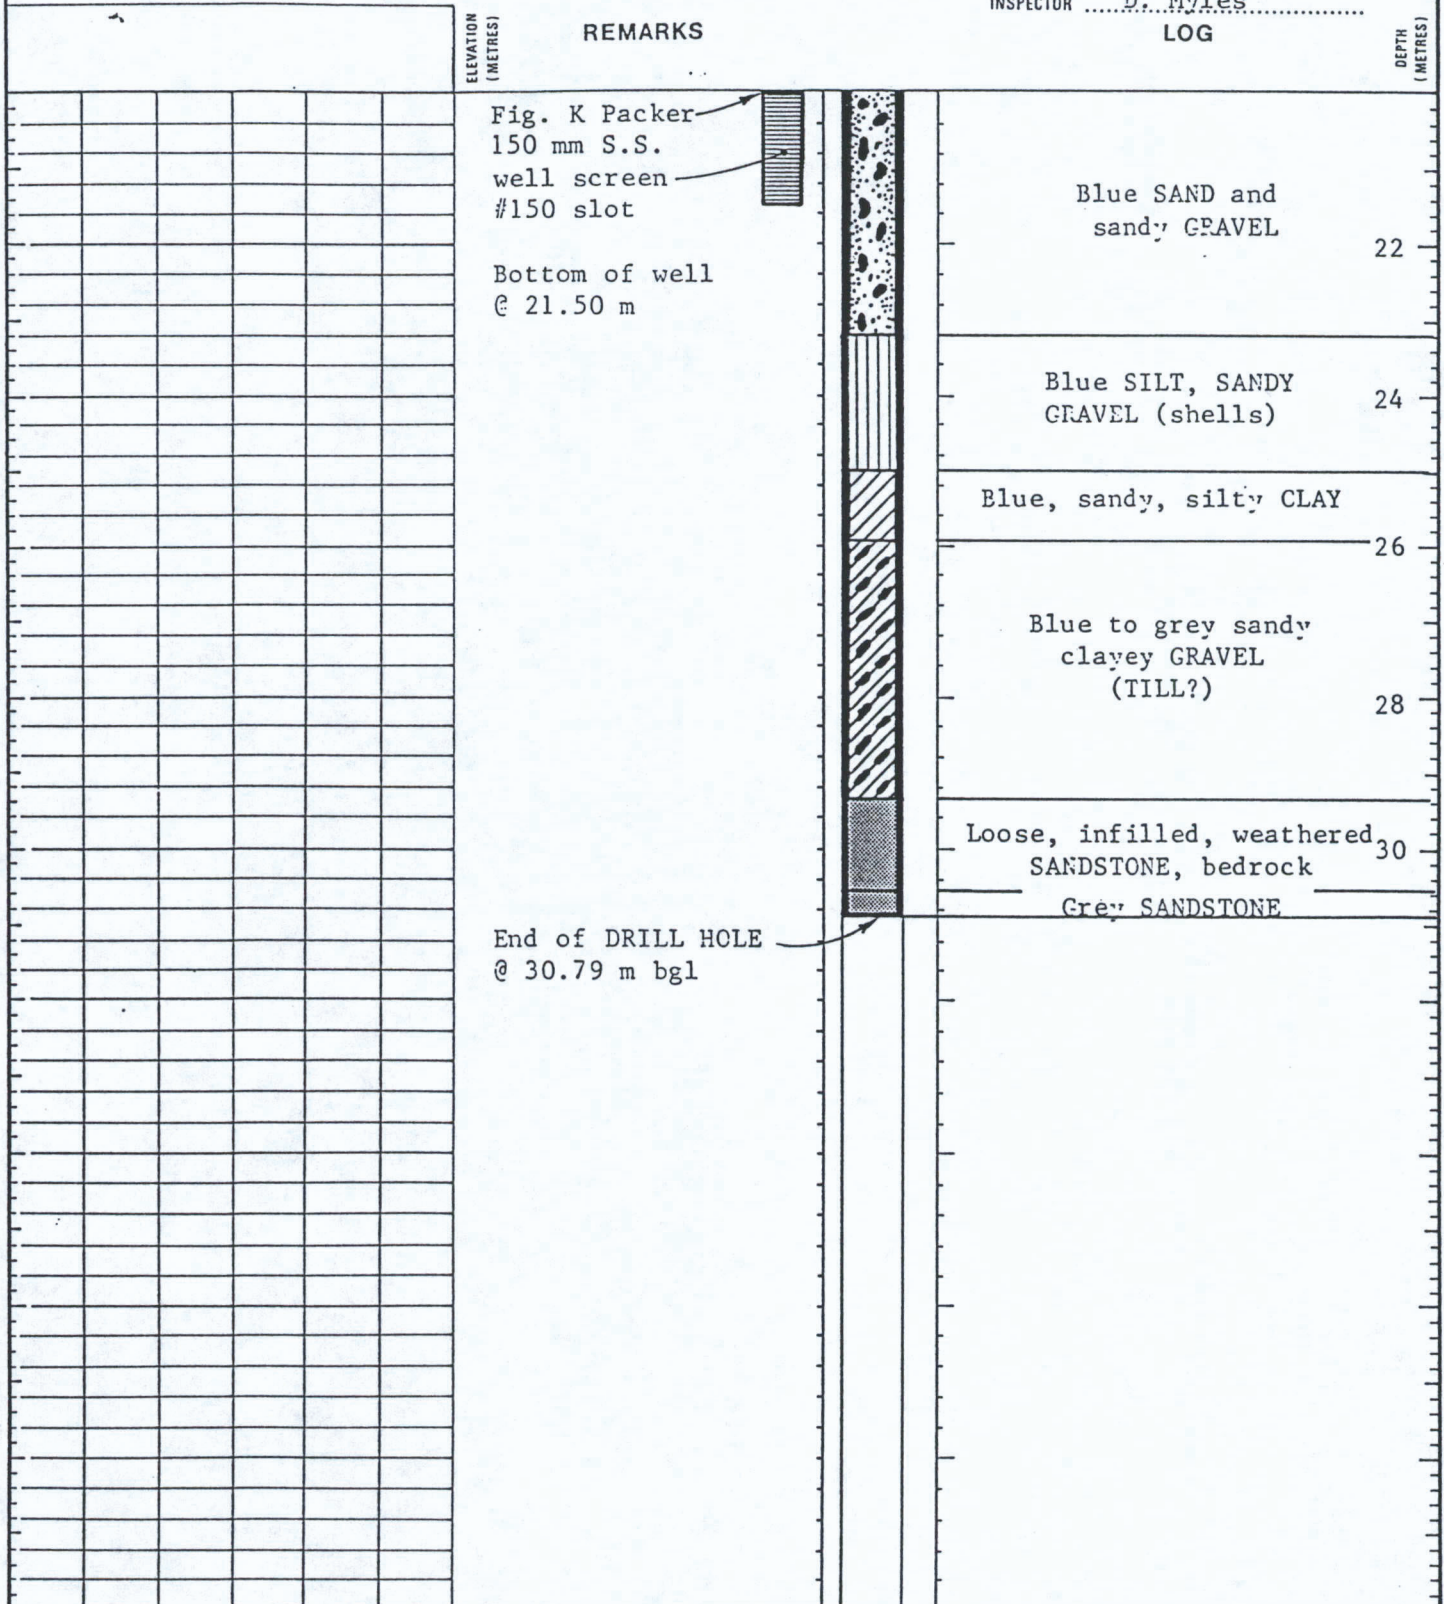 INSPECTOR ..... D. Myles
ELEVATION
(METRES)
REMARKS
LOG
DEPTH
(METRES)
Fig. K Packer
150 mm S.S.
well screen
#150 slot
Bottom of well
@ 21.50 m
Blue SAND and
sandy GRAVEL
22
Blue SILT, SANDY
GRAVEL (shells)
24
Blue, sandy, silty CLAY
26
Blue to grey sandy
clayey GRAVEL
(TILL?)
28
Loose, infilled, weathered
SANDSTONE, bedrock
30
Grey SANDSTONE
End of DRILL HOLE
@ 30.79 m bgl